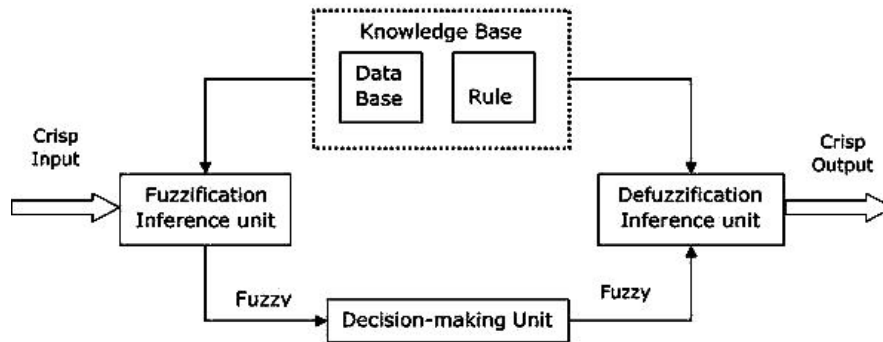 Knowledge Base
Data
Base
Rule
Crisp
Input
Crisp
Output
Fuzzification
Inference unit
Defuzzification
Inference unit
Fuzzy
Decision-making Unit
Fuzzy